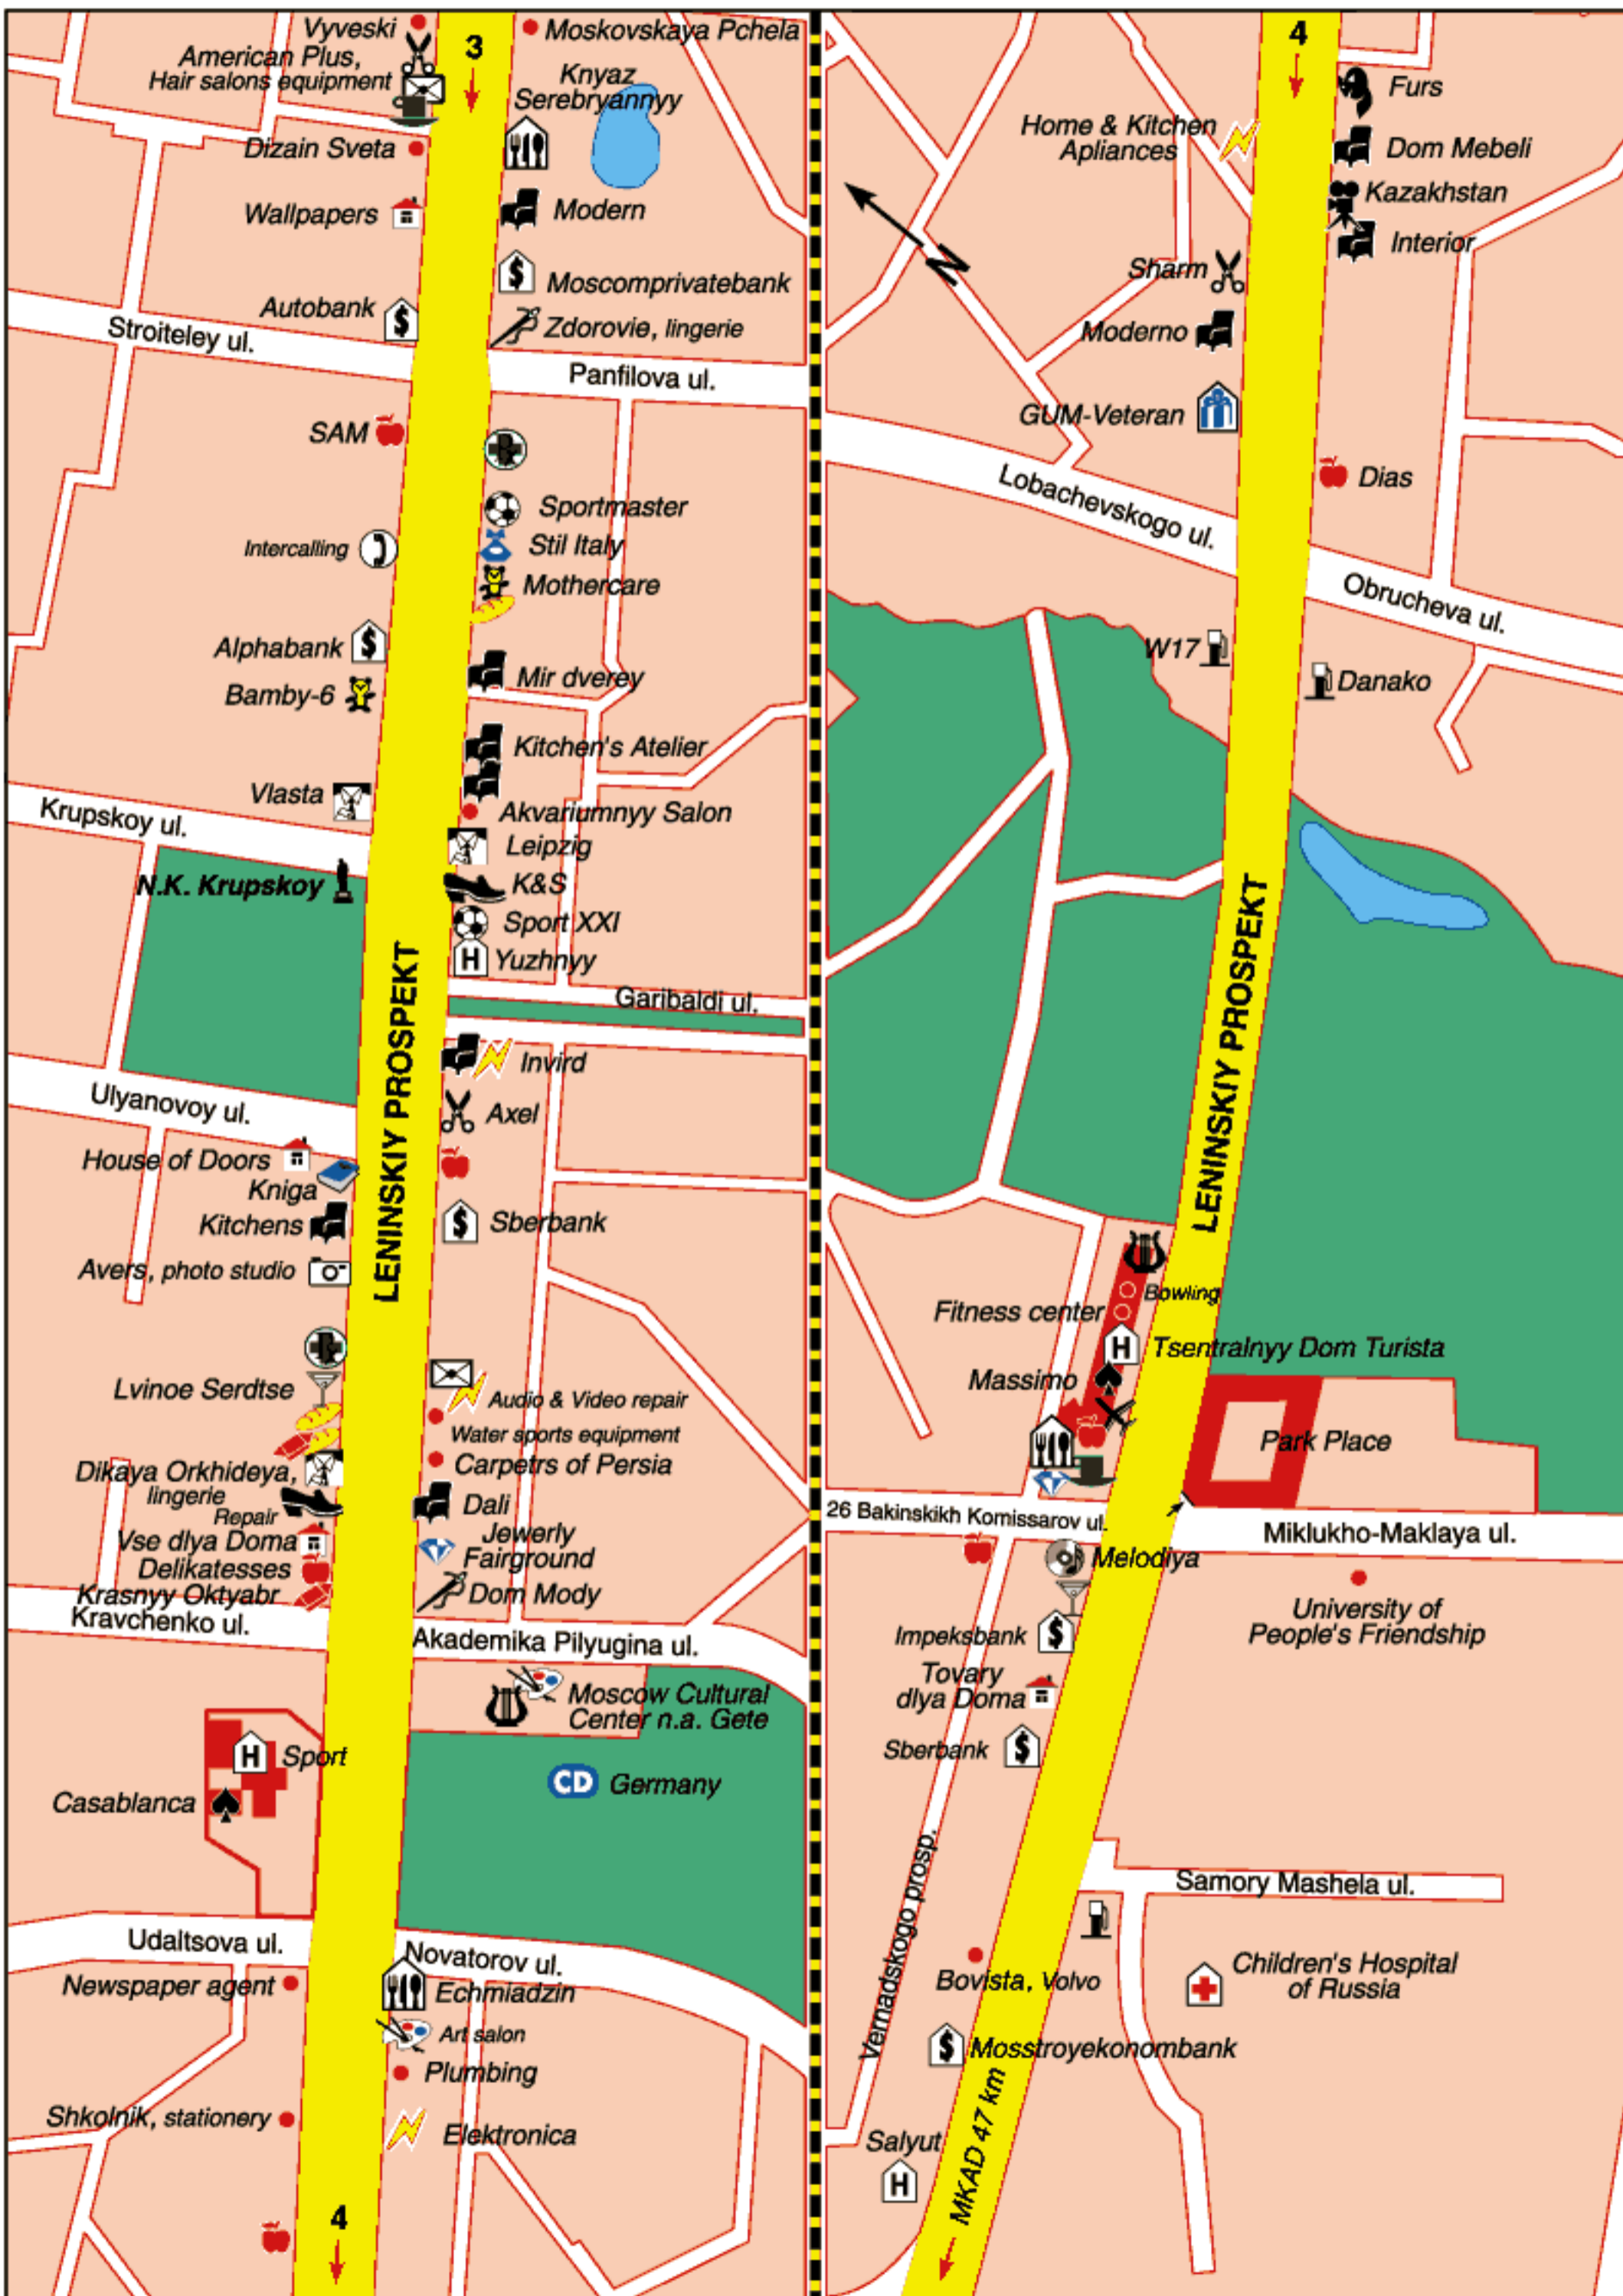 Vyveski
3
Moskovskaya Pchela
American Plus,
Hair salons equipment
Knyaz
Serebryannyy
Dizain Sveta
Wallpapers
Modern
Moscomprivatebank
Autobank
Zdorovie, lingerie
Stroiteley ul.
Panfilova ul.
SAM
Sportmaster
Intercalling
Stil Italy
Mothercare
Alphabank
Mir dverey
Bamby-6
Kitchen's Atelier
Vlasta
Akvariumnyy Salon
Krupskoy ul.
Leipzig
N.K. Krupskoy
K&S
Sport XXI
H
Yuzhnyy
LENINSKIY PROSPEKT
Garibaldi ul.
Invird
Ulyanovoy ul.
Axel
House of Doors
Kniga
Kitchens
Sberbank
Avers, photo studio
Lvinoe Serdtse
Audio & Video repair
Water sports equipment
Dikaya Orkhideya,
lingerie
Carpetrs of Persia
Repair
Dali
Vse dlya Doma
Jewerly
Fairground
Delikatesses
Krasnyy Oktyabr
Dom Mody
Kravchenko ul.
Akademika Pilyugina ul.
Moscow Cultural
Center n.a. Gete
H
Sport
CD
Germany
Casablanca
Udaltsova ul.
Novatorov ul.
Newspaper agent
Echmiadzin
Art salon
Plumbing
Shkolnik, stationery
Elektronica
4
4
Furs
Home & Kitchen
Apliances
Dom Mebeli
Kazakhstan
N
Interior
Sharm
Moderno
GUM-Veteran
Dias
Lobachevskogo ul.
Obrucheva ul.
W17
Danako
LENINSKIY PROSPEKT
Bowling
Fitness center
H
Tsentralnyy Dom Turista
Massimo
Park Place
26 Bakinskikh Komissarov ul.
Miklukho-Maklaya ul.
Melodiya
University of
People's Friendship
Impeksbank
Tovary
dlya Doma
Sberbank
Vernadskogo prosp.
Samory Mashela ul.
Bovista, Volvo
Children's Hospital
of Russia
Mosstroyekonombank
MKAD 47 km
Salyut
H